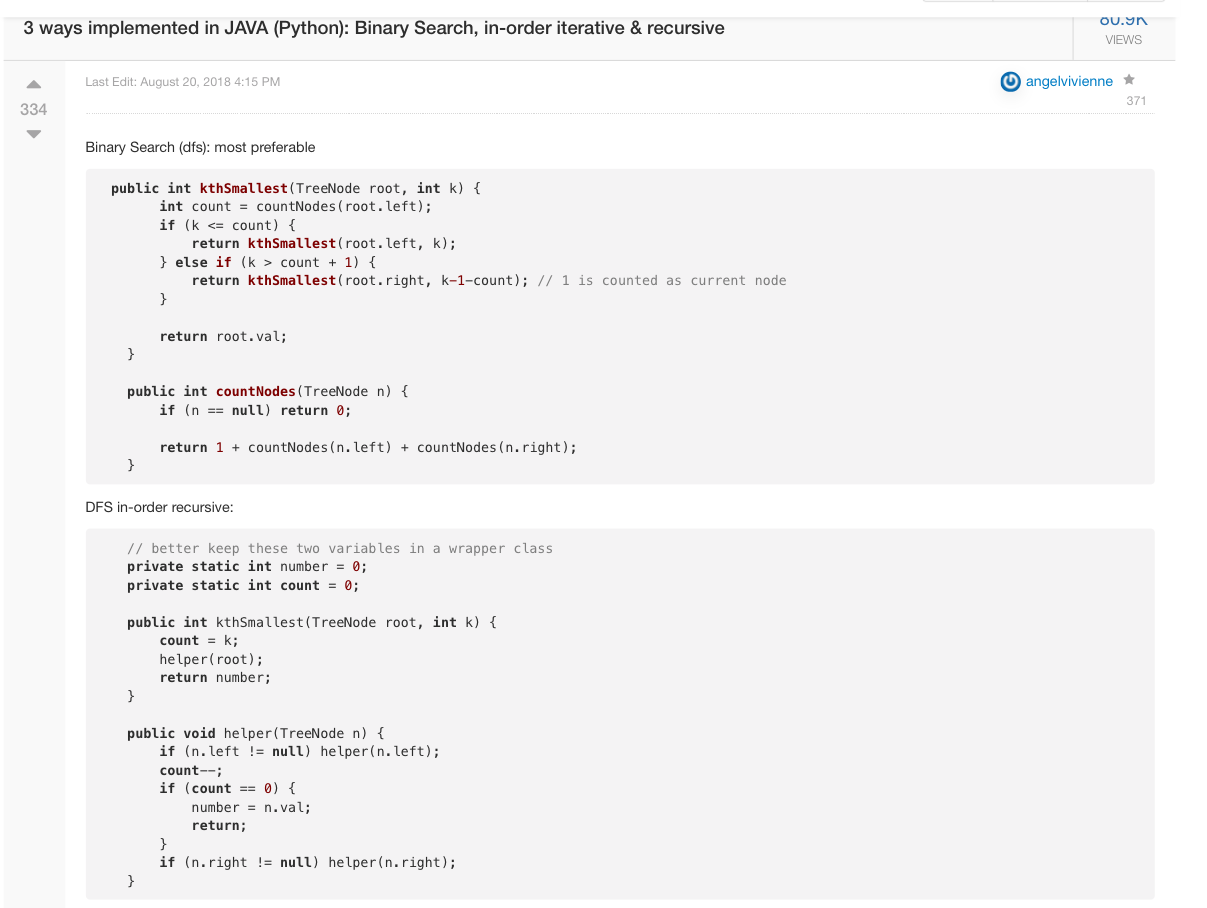 3 ways implemented in JAVA (Python): Binary Search, in-order iterative & recursive
80.9K
VIEWS
Last Edit: August 20, 2018 4:15 PM
angelvivienne
371
334
Binary Search (dfs): most preferable
public int kthSmallest(TreeNode root, int k) {
int count = countNodes(root.left);
if (k <= count) {
return kthSmallest(root.left, k);
} else if (k > count + 1) {
return kthSmallest(root.right, k-1-count); // 1 is counted as current node
}
return root.val;
}
public int countNodes(TreeNode n) {
if (n == null) return 0;
return 1 + countNodes(n.left) + countNodes(n.right);
}
DFS in-order recursive:
// better keep these two variables in a wrapper class
private static int number = 0;
private static int count = 0;
public int kthSmallest(TreeNode root, int k) {
count = k;
helper(root);
return number;
}
public void helper(TreeNode n) {
if (n.left != null) helper(n.left);
count--;
if (count == 0) {
number = n.val;
return;
}
if (n.right != null) helper(n.right);
}